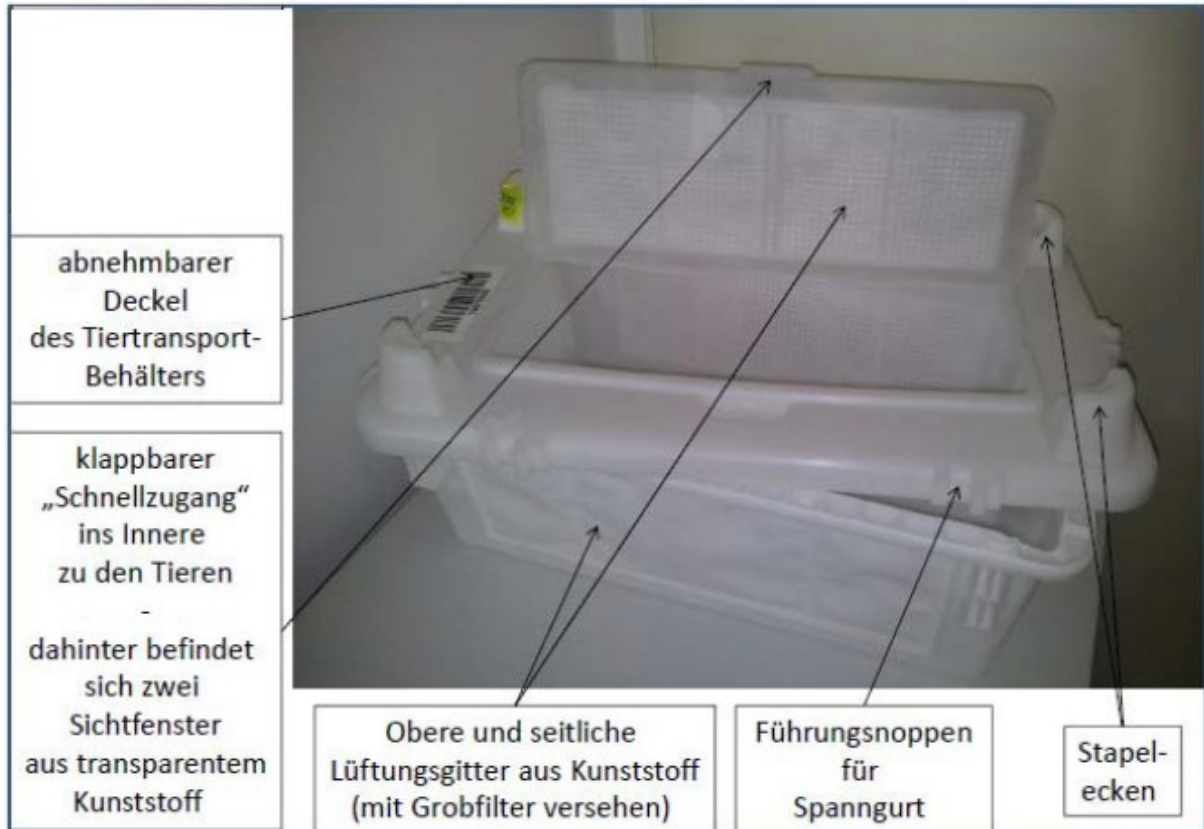 abnehmbarer
Deckel
des Tiertransport-
Behälters
klappbarer
„Schnellzugang“
ins Innere
zu den Tieren
-
dahinter befindet
sich zwei
Sichtfenster
aus transparentem
Kunststoff
Obere und seitliche
Lüftungsgitter aus Kunststoff
(mit Grobfilter versehen)
Führungsnoppen
für
Spanngurt
Stapel-
ecken